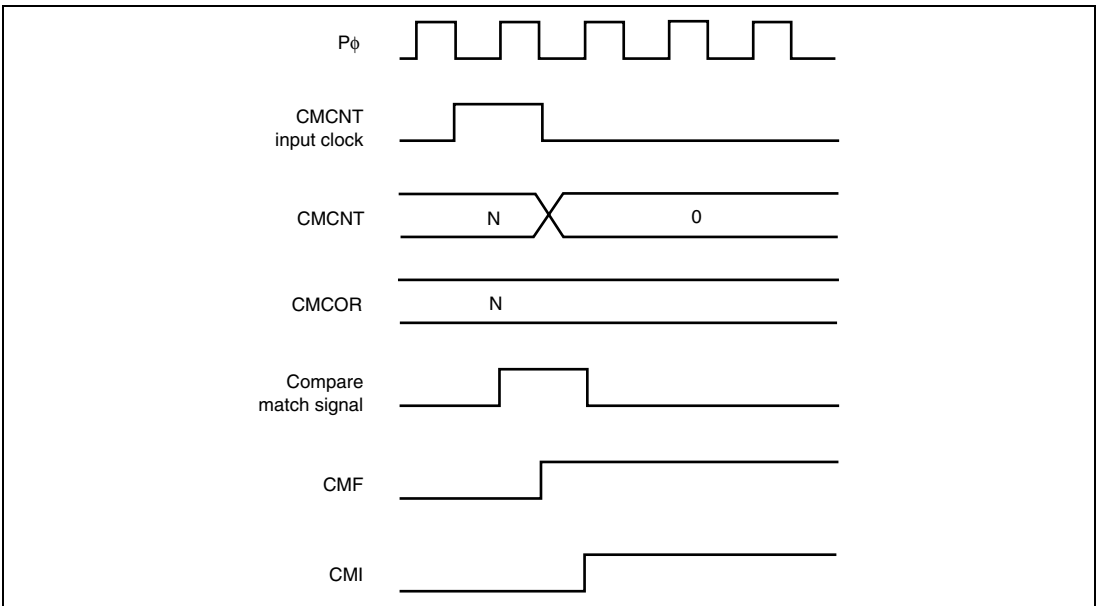 Pϕ
CMCNT
input clock
CMCNT
N
0
CMCOR
N
Compare
match signal
CMF
CMI